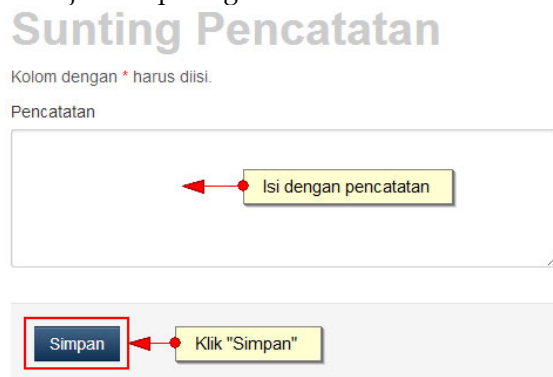 Sunting Pencatatan
Kolom dengan * harus diisi.
Pencatatan
Isi dengan pencatatan
Simpan
Klik "Simpan"